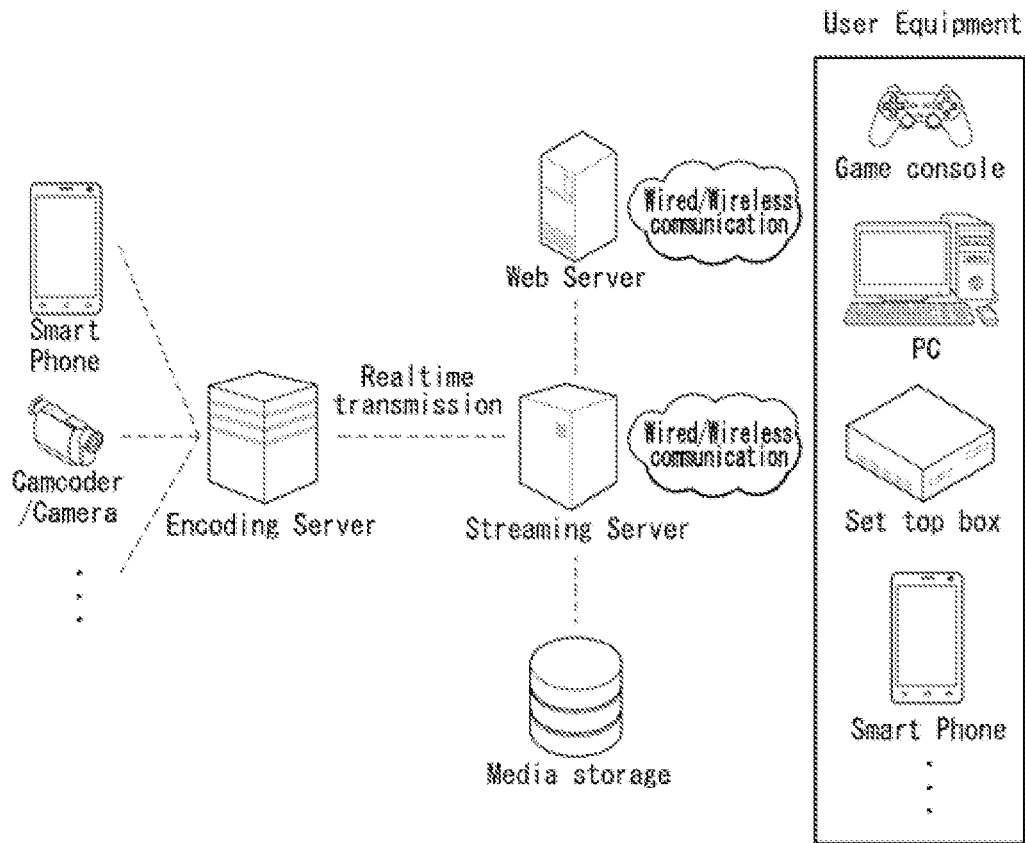 User Equipment
Game console
Wired/Wireless
communication
Web Server
Smart
Phone
PC
Realtime
transmission
Wired/Wireless
communication
Camcoder
/Camera
Encoding Server
Streaming Server
Set top box
Smart Phone
Media storage